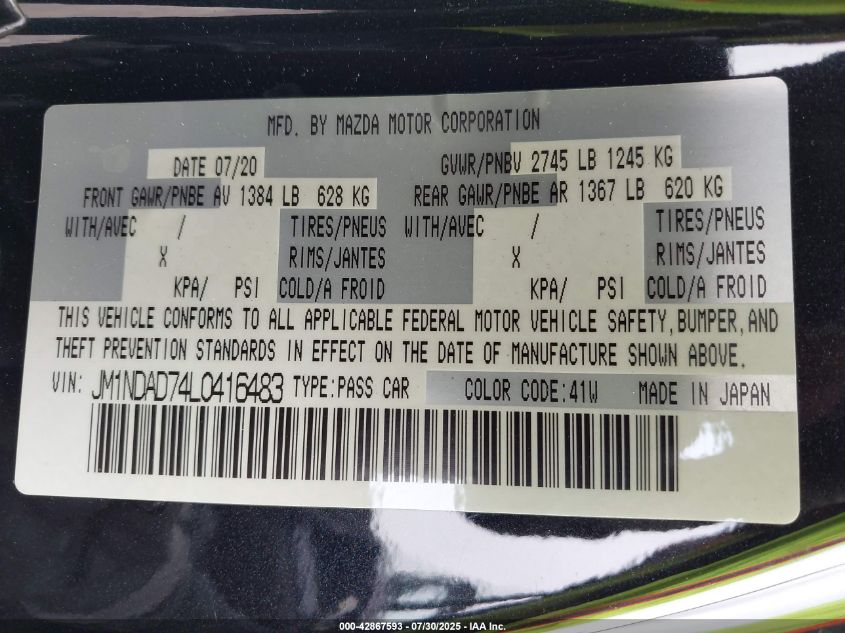 MFD. BY MAZDA MOTOR CORPORATION
DATE 07/20 GVWR/PNBV 2745 LB 1245 KG
FRONT GAWR/PNBE AV 1384 LB 628 KG REAR GAWR/PNBE AR 1367 LB 620 KG
WITH/AVEC / TIRES/PNEUS WITH/AVEC / TIRES/PNEUS
X RIMS/JANTES X RIMS/JANTES
KPA/ PSI COLD/A FROID KPA/ PSI COLD/A FROID
THIS VEHICLE CONFORMS TO ALL APPLICABLE FEDERAL MOTOR VEHICLE SAFETY, BUMPER, AND
THEFT PREVENTION STANDARDS IN EFFECT ON THE DATE OF MANUFACTURE SHOWN ABOVE.
VIN: JM1NDAD74L0416483 TYPE: PASS CAR COLOR CODE: 41W MADE IN JAPAN
000-42867593 - 07/30/2025 - IAA Inc.